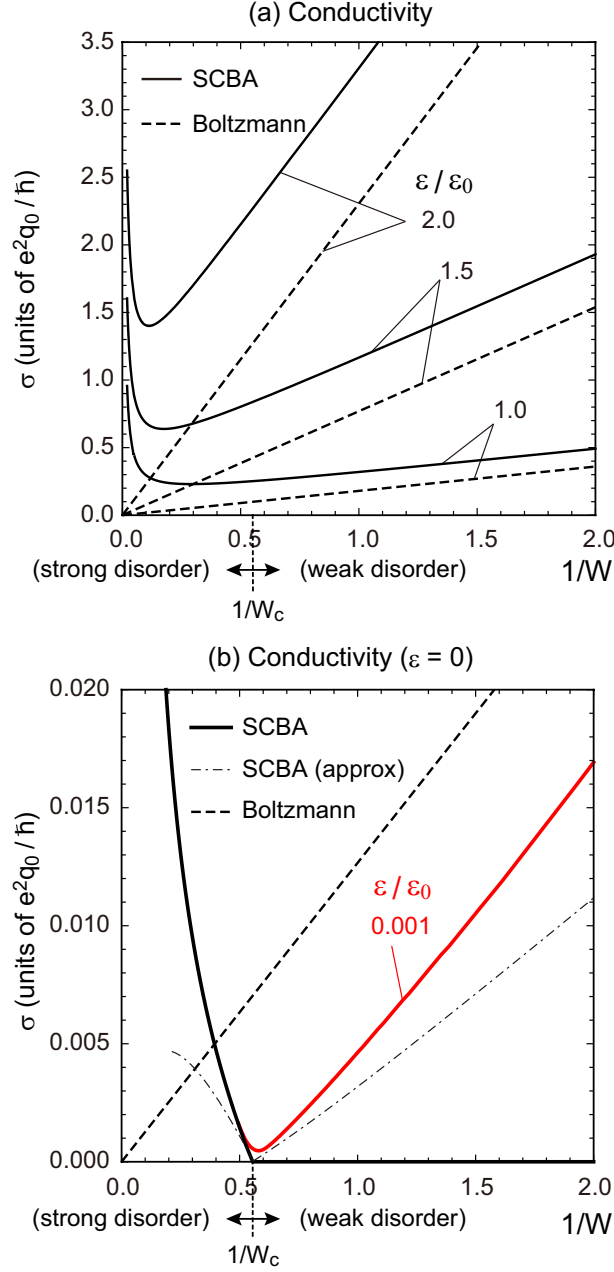 (a) Conductivity
3.5
3.0
2.5
2.0
1.5
1.0
0.5
0.0
σ (units of e²q₀ / ħ)
SCBA
Boltzmann
ε / ε₀
2.0
1.5
1.0
0.0 0.5 1.0 1.5 2.0
(strong disorder) (weak disorder) 1/W
1/Wc
(b) Conductivity (ε = 0)
0.020
0.015
0.010
0.005
0.000
σ (units of e²q₀ / ħ)
SCBA
SCBA (approx)
Boltzmann
ε / ε₀
0.001
0.0 0.5 1.0 1.5 2.0
(strong disorder) (weak disorder) 1/W
1/Wc